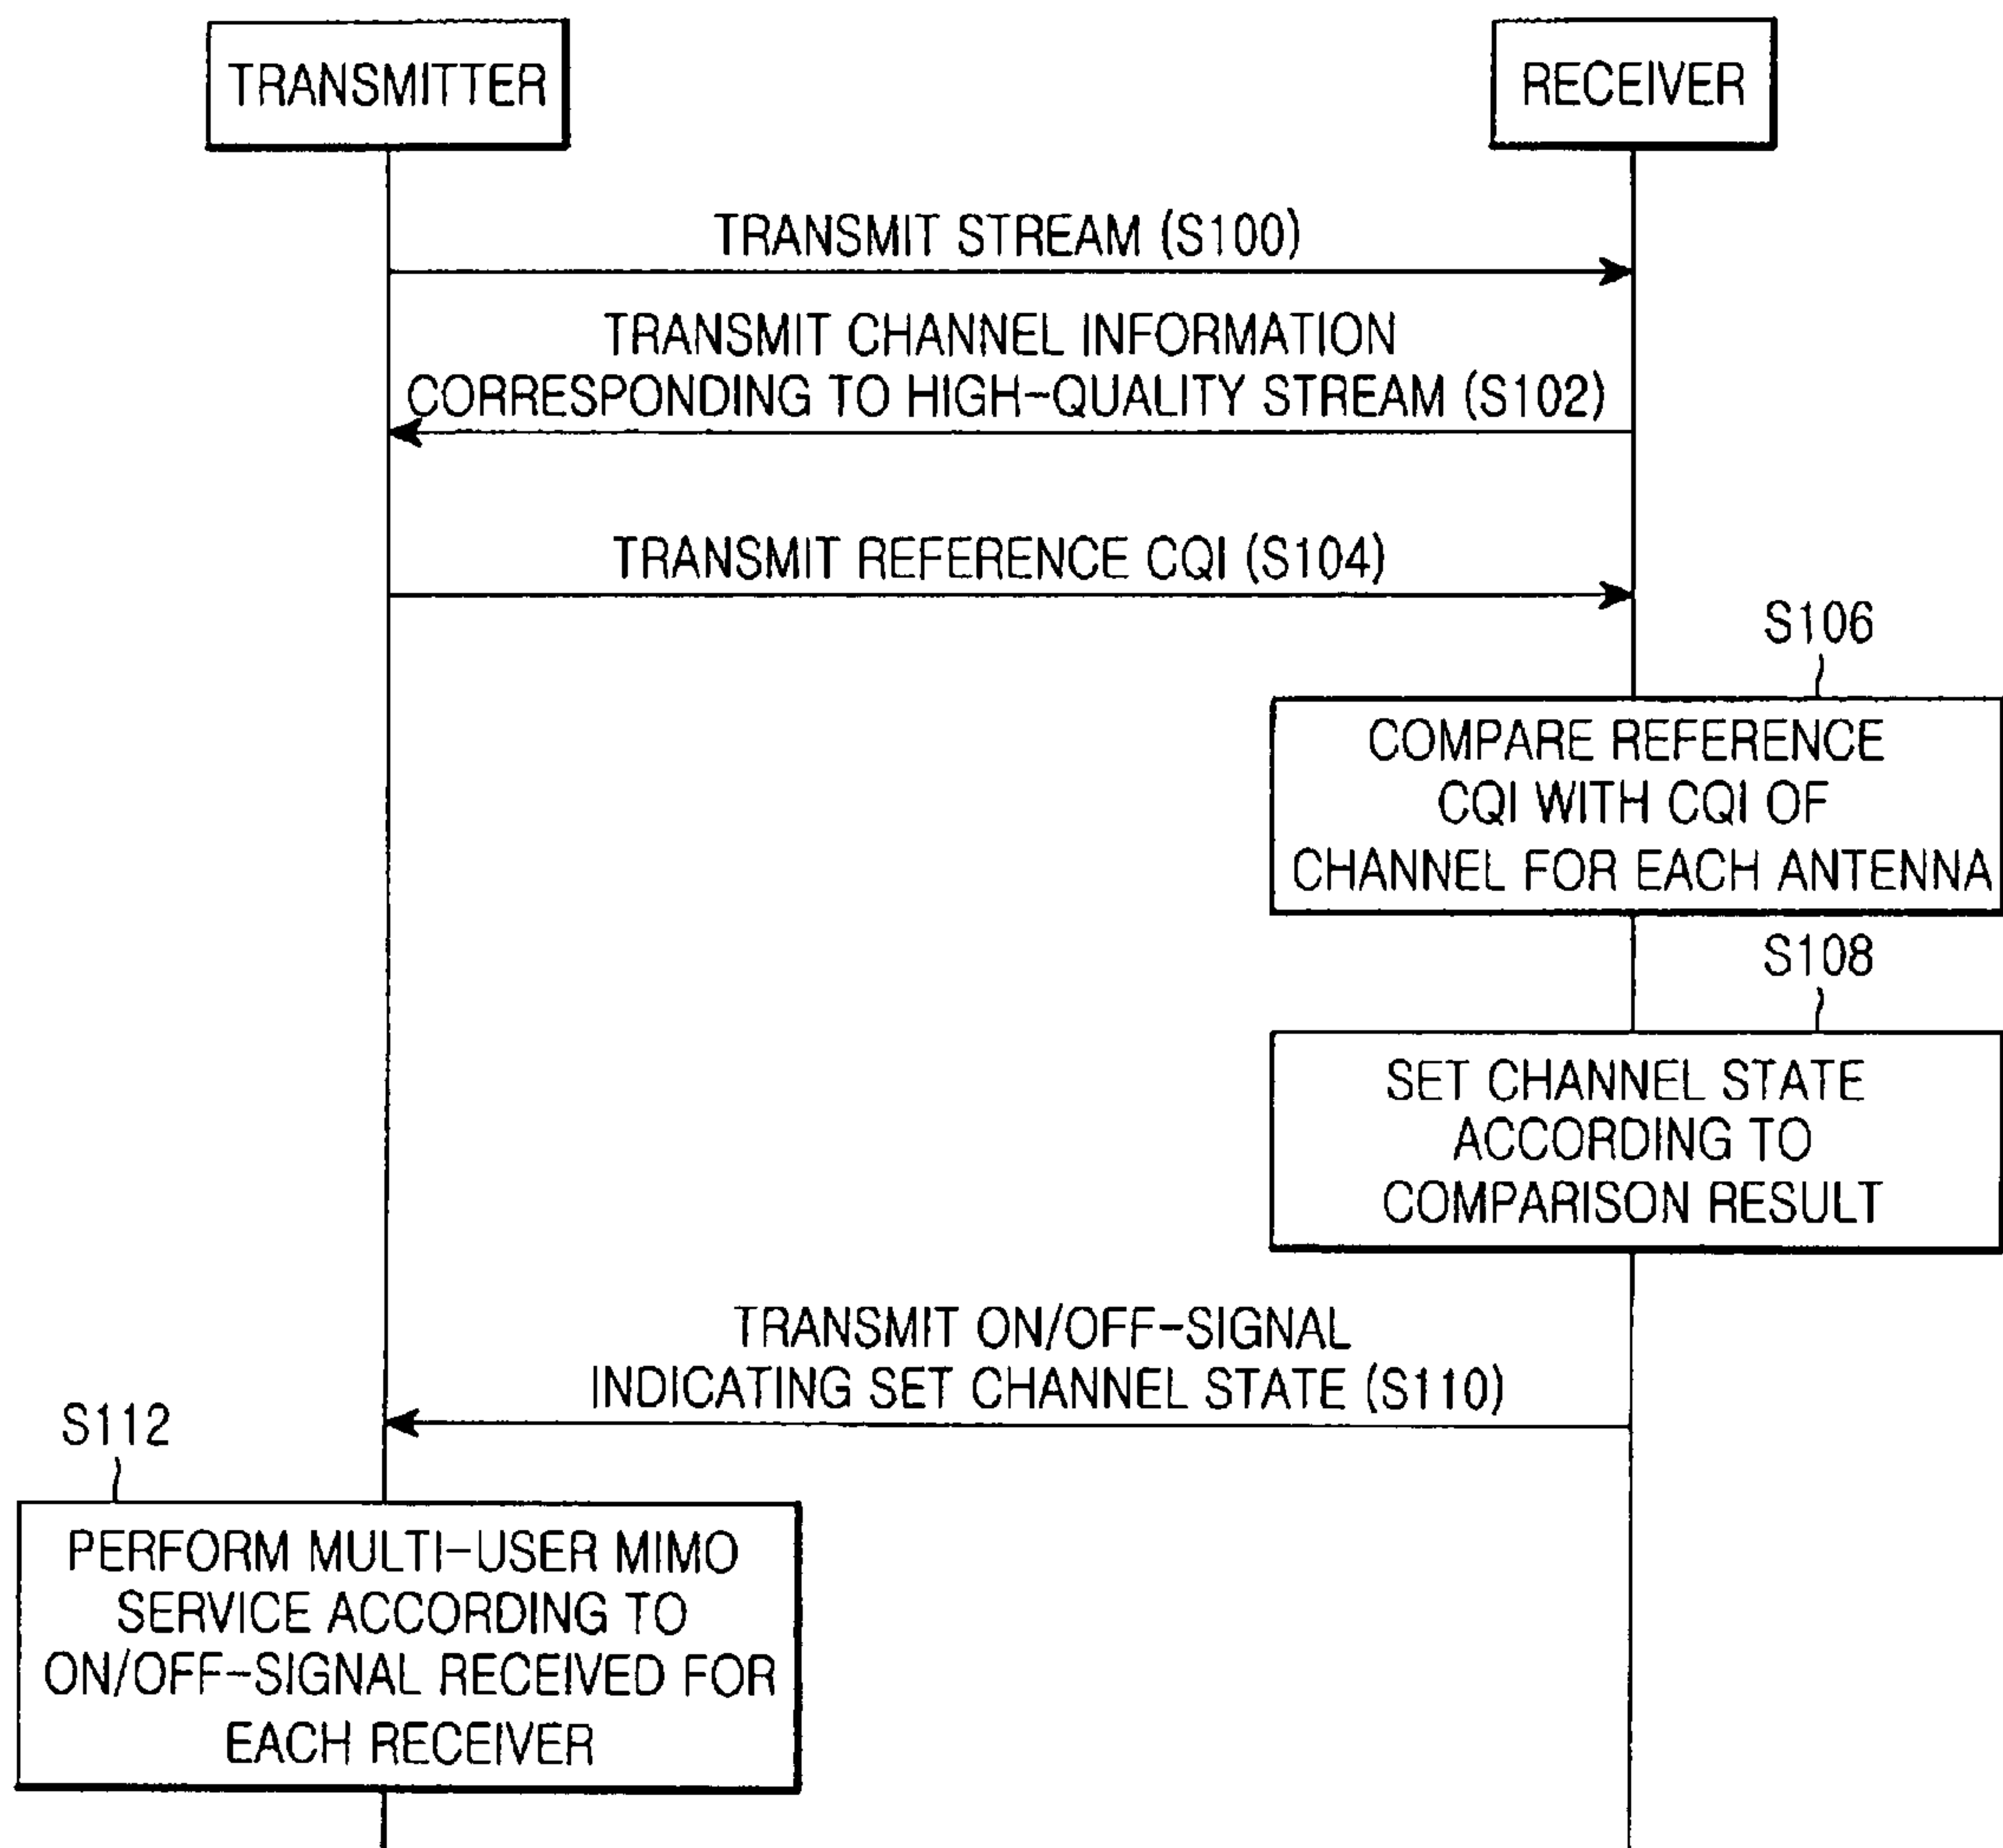 TRANSMITTER
RECEIVER
TRANSMIT STREAM (S100)
TRANSMIT CHANNEL INFORMATION
CORRESPONDING TO HIGH-QUALITY STREAM (S102)
TRANSMIT REFERENCE CQI (S104)
S106
COMPARE REFERENCE
CQI WITH CQI OF
CHANNEL FOR EACH ANTENNA
S108
SET CHANNEL STATE
ACCORDING TO
COMPARISON RESULT
TRANSMIT ON/OFF-SIGNAL
INDICATING SET CHANNEL STATE (S110)
S112
PERFORM MULTI-USER MIMO
SERVICE ACCORDING TO
ON/OFF-SIGNAL RECEIVED FOR
EACH RECEIVER